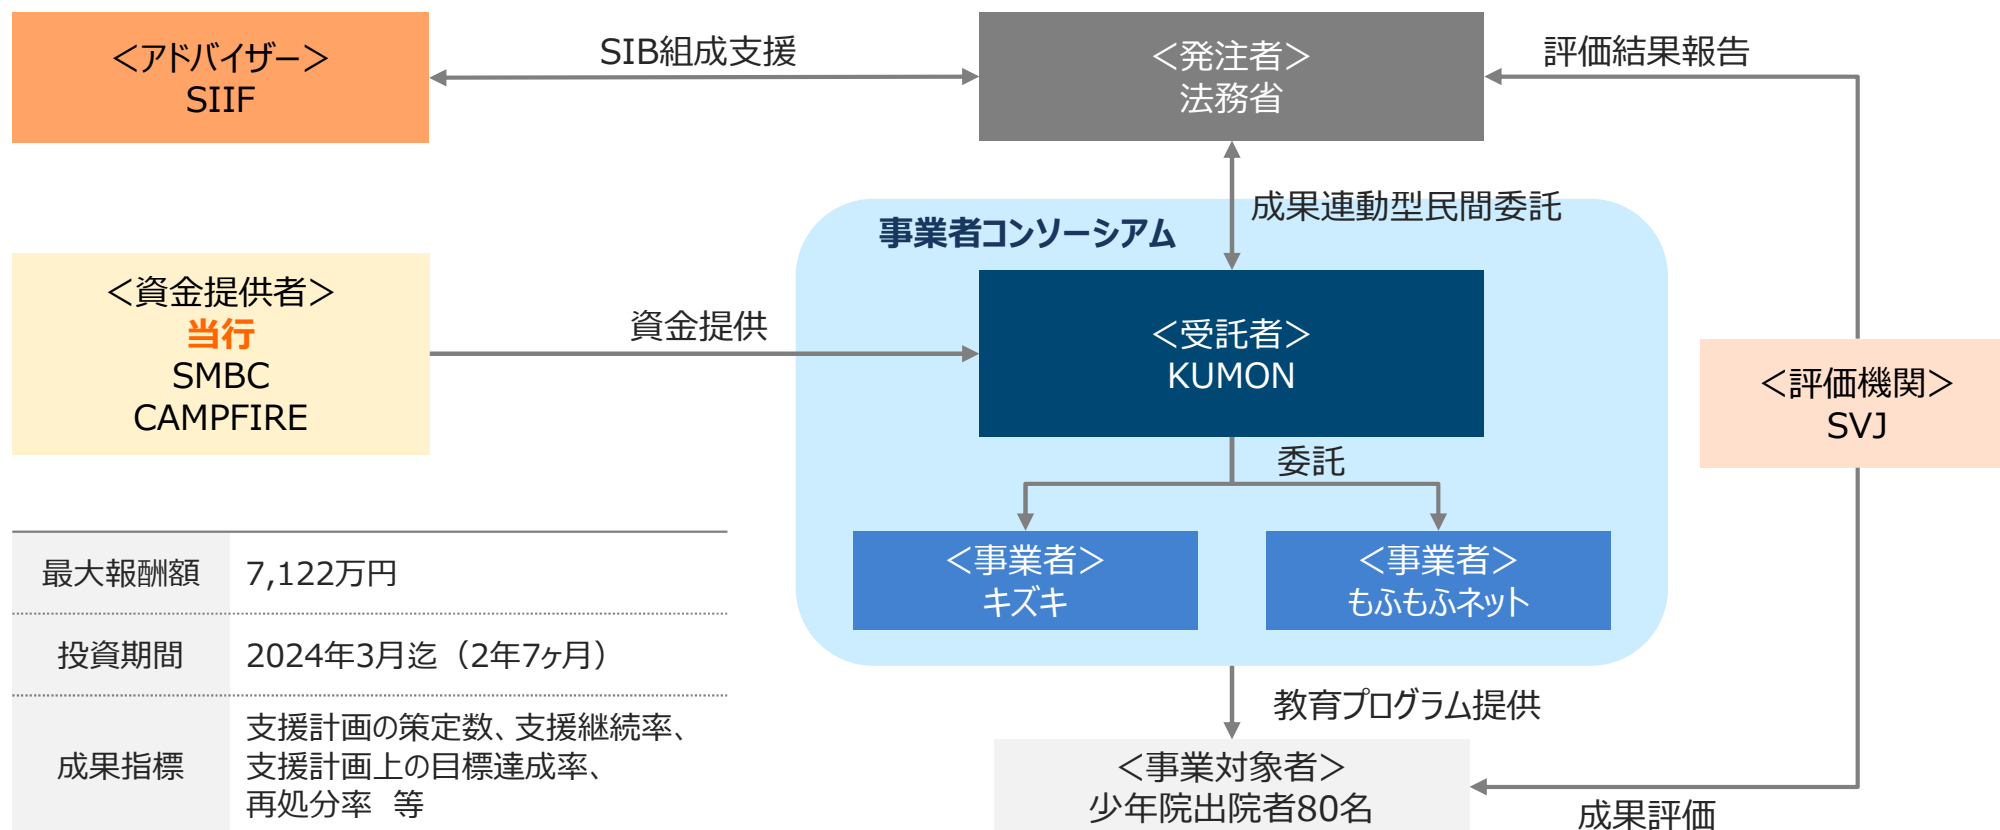 ＜アドバイザー＞
SIIF
SIB組成支援
＜発注者＞
法務省
評価結果報告
成果連動型民間委託
事業者コンソーシアム
＜資金提供者＞
当行
SMBC
CAMPFIRE
資金提供
＜受託者＞
KUMON
＜評価機関＞
SVJ
委託
＜事業者＞
キズキ
＜事業者＞
もふもふネット
最大報酬額
7,122万円
投資期間
2024年3月迄（2年7ヶ月）
成果指標
支援計画の策定数、支援継続率、
支援計画上の目標達成率、
再処分率　等
教育プログラム提供
＜事業対象者＞
少年院出院者80名
成果評価